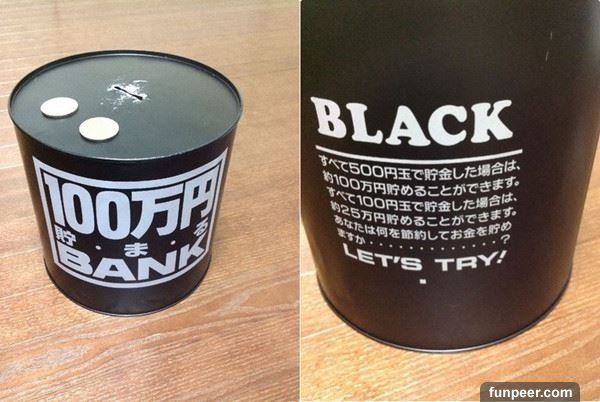 100万円
貯・ま・る
BANK
BLACK
すべて500円玉で貯金した場合は、
約100万円貯めることができます。
すべて100円玉で貯金した場合は、
約25万円貯めることができます。
あなたは何を節約してお金を貯め
ますか・・・・・・・・・・・・?
LET'S TRY!
funpeer.com